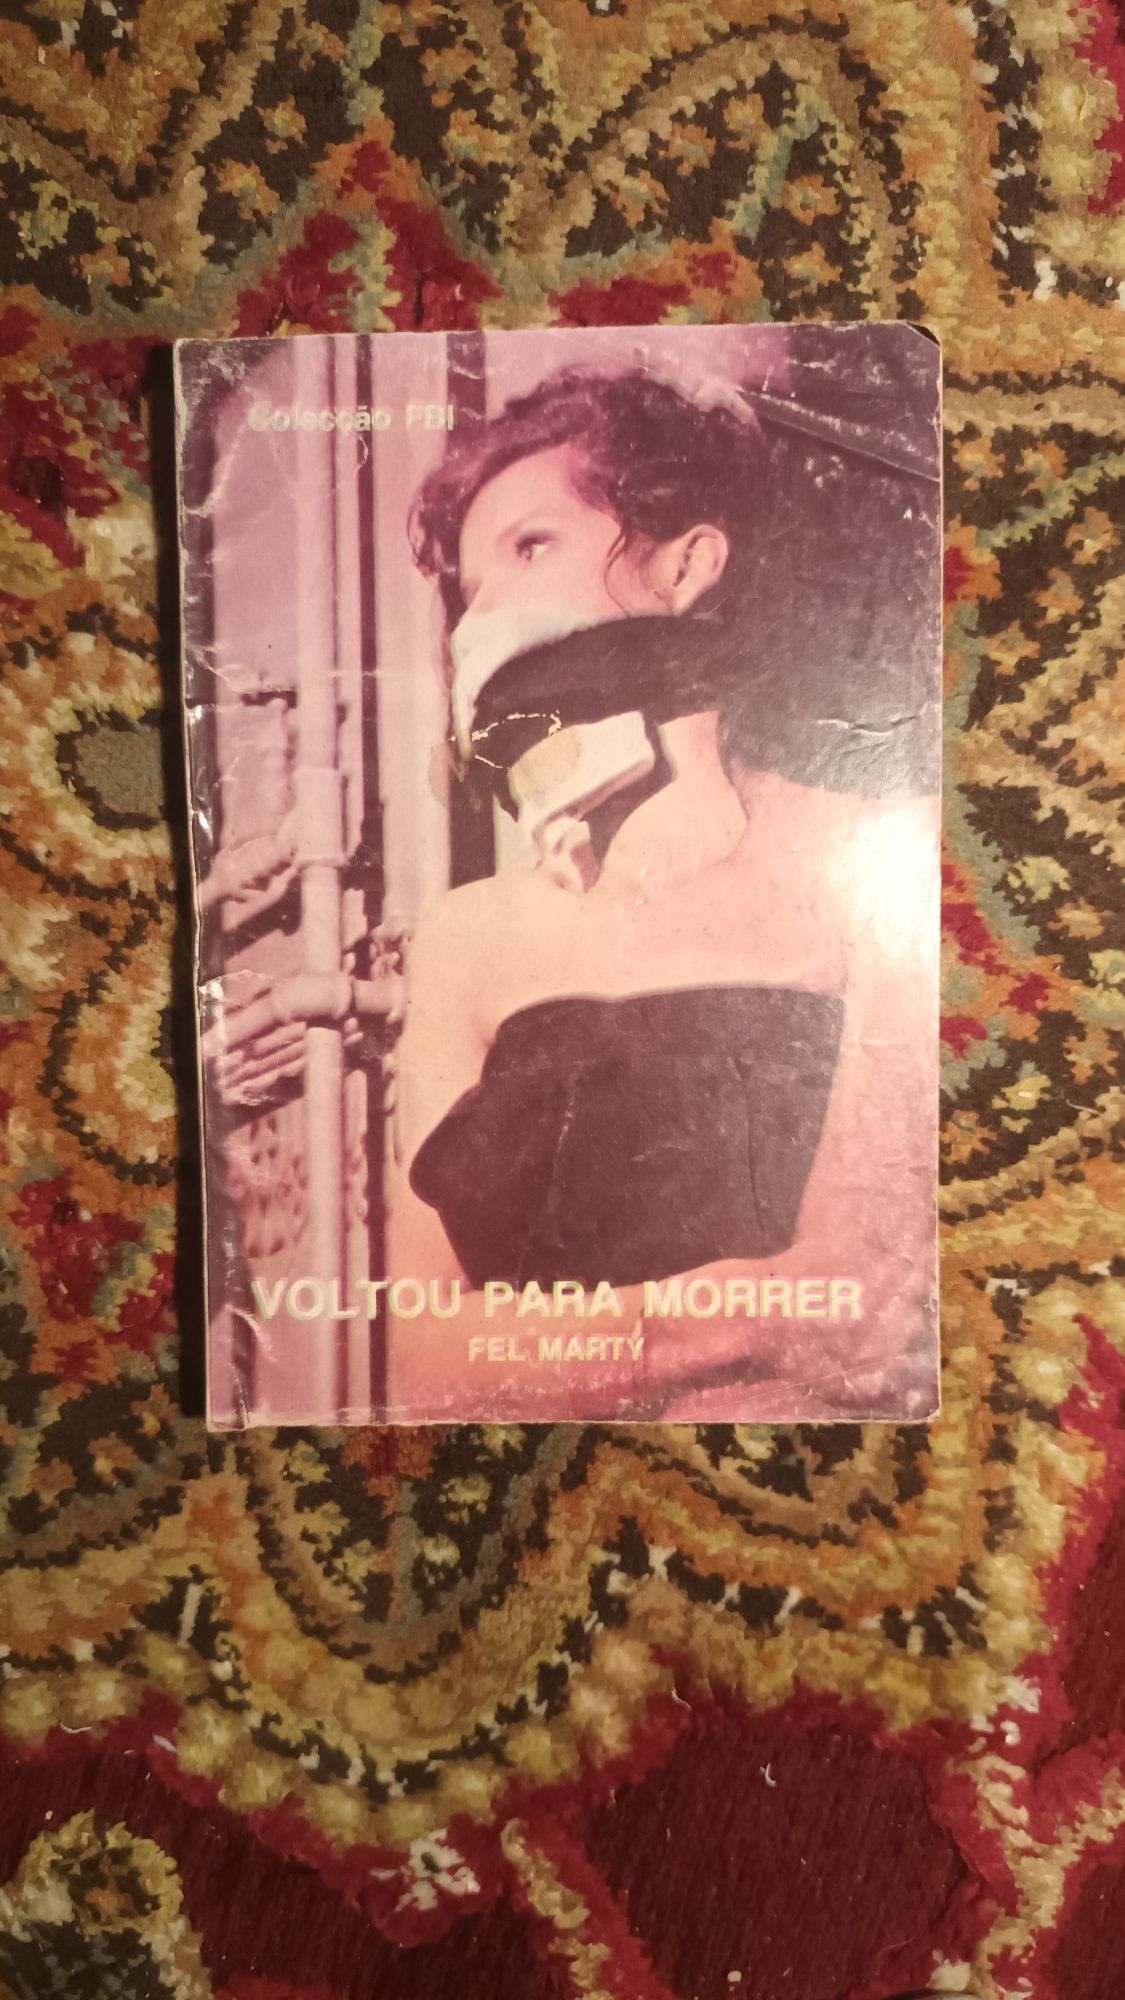 Colecção FBI
VOLTOU PARA MORRER
FEL MARTY